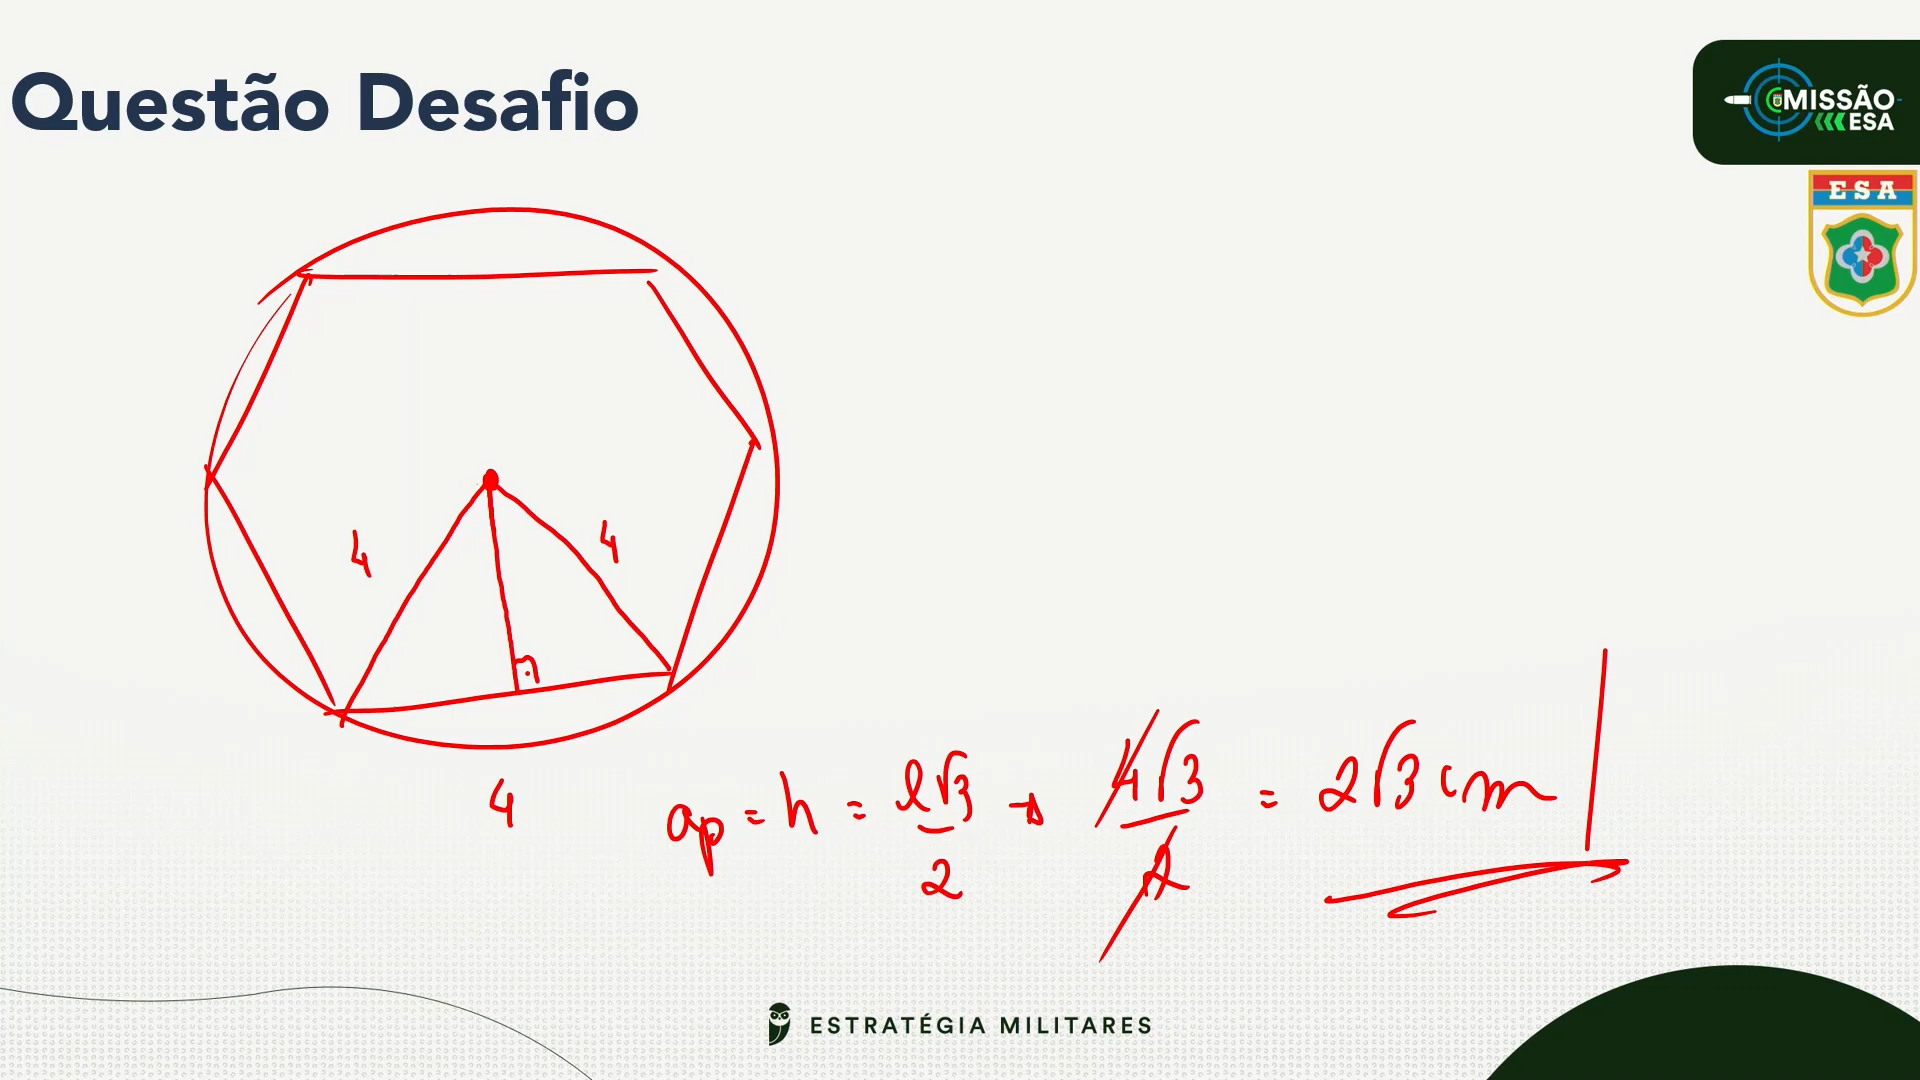 Questão Desafio
MISSÃO
ESA
ESA
4
4
4
ap = h = l√3/2 → 4√3/2 = 2√3 cm
ESTRATÉGIA MILITARES